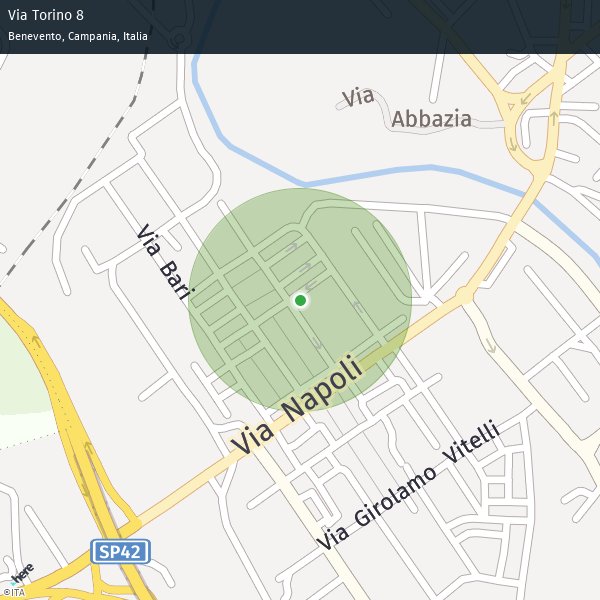 Via Torino 8
Benevento, Campania, Italia
Via
Abbazia
Via Bari
Via Napoli
Via Girolamo Vitelli
SP42
here
©ITA